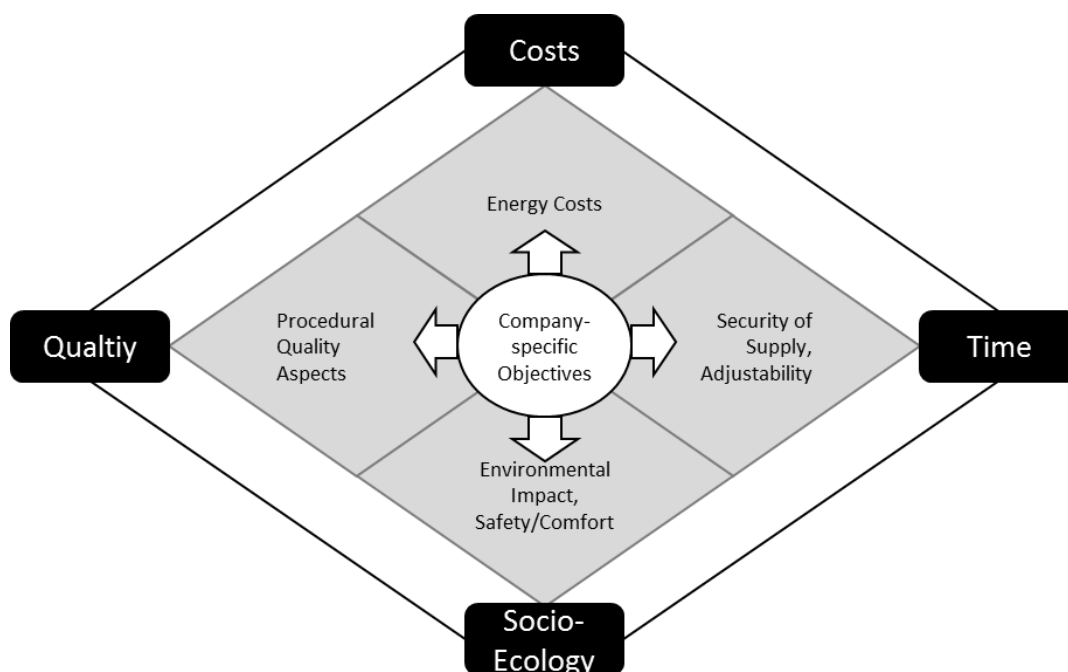 Costs
Energy Costs
Qualtiy
Procedural
Quality
Aspects
Company-
specific
Objectives
Security of
Supply,
Adjustability
Time
Environmental
Impact,
Safety/Comfort
Socio-
Ecology